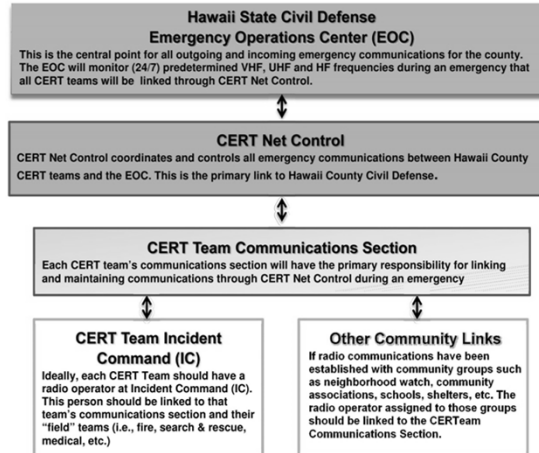 Hawaii State Civil Defense
Emergency Operations Center (EOC)
This is the central point for all outgoing and incoming emergency communications for the county.
The EOC will monitor (24/7) predetermined VHF, UHF and HF frequencies during an emergency that
all CERT teams will be linked through CERT Net Control.
CERT Net Control
CERT Net Control coordinates and controls all emergency communications between Hawaii County
CERT teams and the EOC. This is the primary link to Hawaii County Civil Defense.
CERT Team Communications Section
Each CERT team's communications section will have the primary responsibility for linking
and maintaining communications through CERT Net Control during an emergency
CERT Team Incident
Command (IC)
Ideally, each CERT Team should have a
radio operator at Incident Command (IC).
This person should be linked to that
team's communications section and their
“field” teams (i.e., fire, search & rescue,
medical, etc.)
Other Community Links
If radio communications have been
established with community groups such
as neighborhood watch, community
associations, schools, shelters, etc. The
radio operator assigned to those groups
should be linked to the CERTeam
Communications Section.